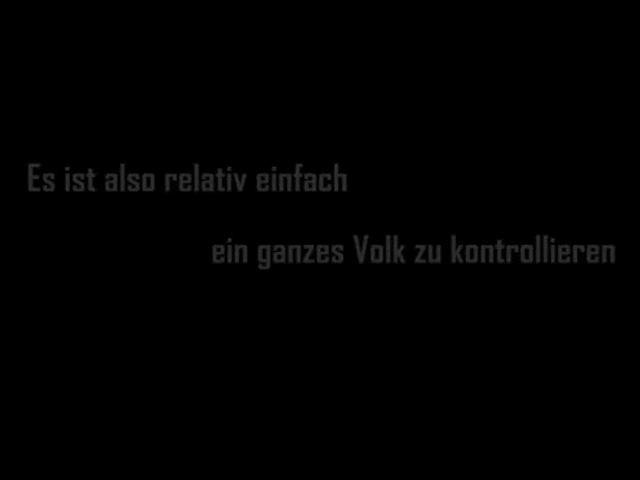 Es ist also relativ einfach
ein ganzes Volk zu kontrollieren